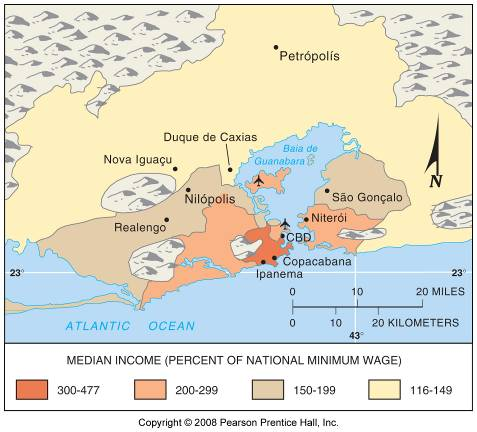 Petrópolís
Baia de
Guanabara
Duque de Caxias
Nova Iguaçu
N
Nilópolis
São Gonçalo
Realengo
Niterói
CBD
Copacabana
Ipanema
23°
23°
0 10 20 MILES
0 10 20 KILOMETERS
43°
ATLANTIC OCEAN
MEDIAN INCOME (PERCENT OF NATIONAL MINIMUM WAGE)
300-477 200-299 150-199 116-149
Copyright © 2008 Pearson Prentice Hall, Inc.